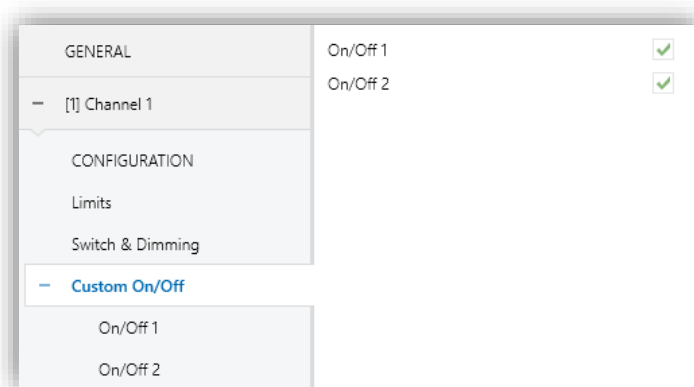 GENERAL
[1] Channel 1
CONFIGURATION
Limits
Switch & Dimming
Custom On/Off
On/Off 1
On/Off 2
On/Off 1
On/Off 2